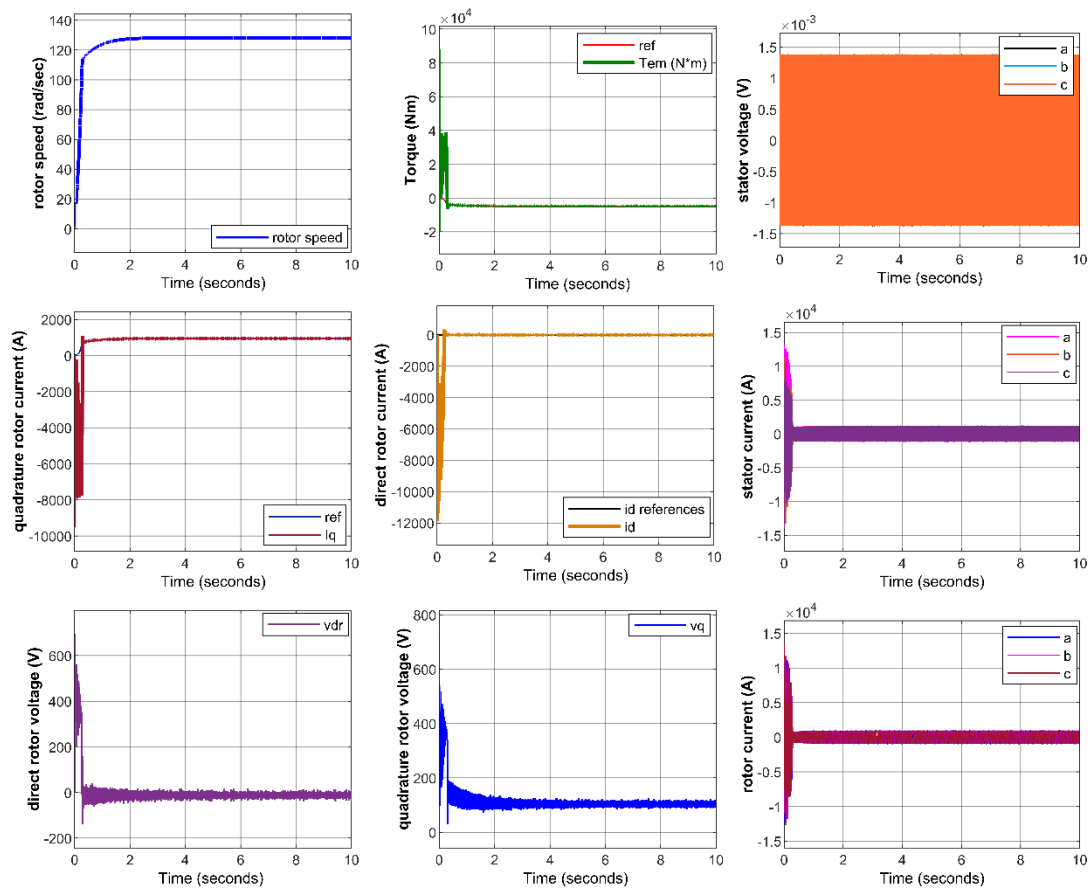 140
120
100
80
60
40
20
0
rotor speed (rad/sec)
rotor speed
0 2 4 6 8 10
Time (seconds)
×10⁴
10
8
6
4
2
0
-2
Torque (Nm)
ref
Tem (N*m)
0 2 4 6 8 10
Time (seconds)
×10⁻³
1.5
1
0.5
0
-0.5
-1
-1.5
stator voltage (V)
a
b
c
0 2 4 6 8 10
Time (seconds)
2000
0
-2000
-4000
-6000
-8000
-10000
quadrature rotor current (A)
ref
Iq
0 2 4 6 8 10
Time (seconds)
0
-2000
-4000
-6000
-8000
-10000
-12000
direct rotor current (A)
id references
id
0 2 4 6 8 10
Time (seconds)
×10⁴
1.5
1
0.5
0
-0.5
-1
-1.5
stator current (A)
a
b
c
0 2 4 6 8 10
Time (seconds)
600
400
200
0
-200
direct rotor voltage (V)
vdr
0 2 4 6 8 10
Time (seconds)
800
600
400
200
0
quadrature rotor voltage (V)
vq
0 2 4 6 8 10
Time (seconds)
×10⁴
1.5
1
0.5
0
-0.5
-1
-1.5
rotor current (A)
a
b
c
0 2 4 6 8 10
Time (seconds)